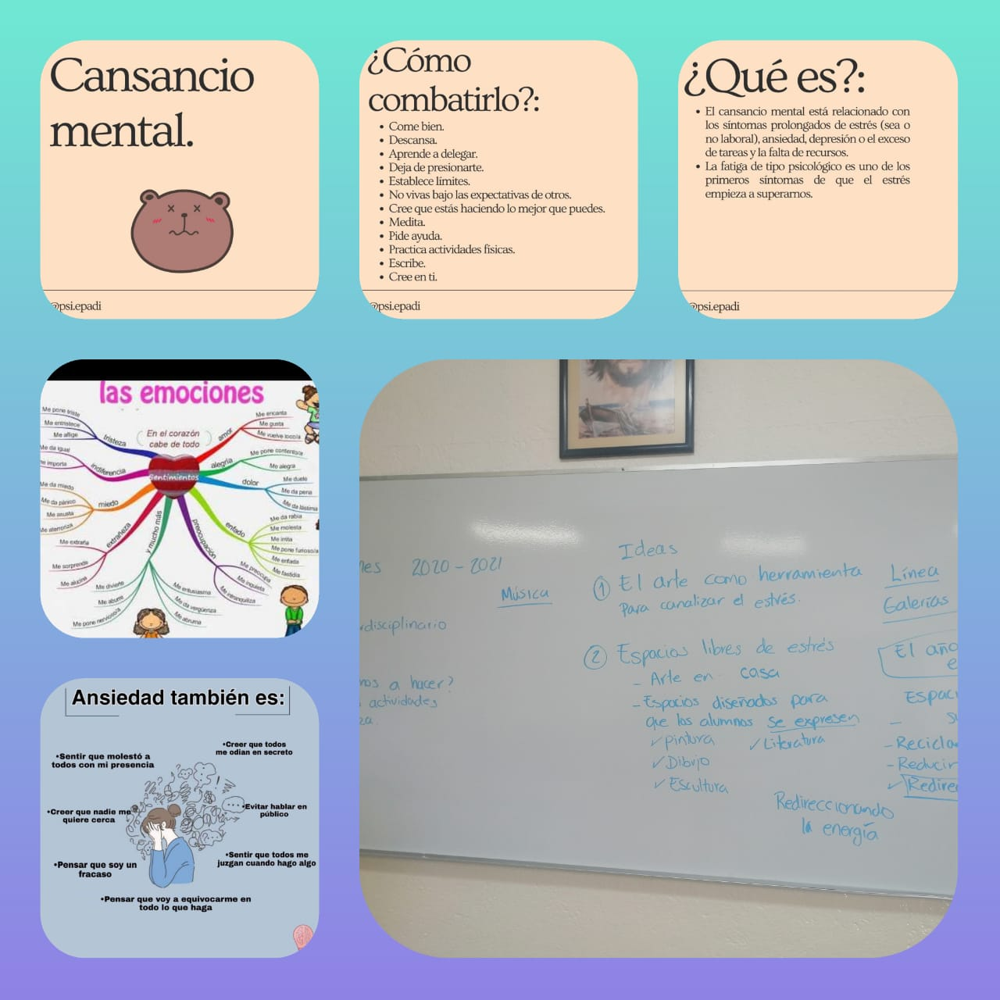 Cansancio
mental.
@psi.epadi
¿Cómo
combatirlo?:
• Come bien.
• Descansa.
• Aprende a delegar.
• Deja de presionarte.
• Establece límites.
• No vivas bajo las expectativas de otros.
• Cree que estás haciendo lo mejor que puedes.
• Medita.
• Pide ayuda.
• Practica actividades físicas.
• Escribe.
• Cree en ti.
@psi.epadi
¿Qué es?:
• El cansancio mental está relacionado con
los síntomas prolongados de estrés (sea o
no laboral), ansiedad, depresión o el exceso
de tareas y la falta de recursos.
• La fatiga de tipo psicológico es uno de los
primeros síntomas de que el estrés
empieza a superarnos.
@psi.epadi
las emociones
En el corazón
cabe de todo
Sentimientos
tristeza
Me pone triste
Me entristece
Me aflige
indiferencia
Me da igual
me importa
miedo
Me da miedo
Me da pánico
Me asusta
Me aterroriza
extrañeza
Me extraña
Me sorprende
Me alucina
y mucho más
Me divierte
Me aburre
Me pone nervioso/a
Me entusiasma
Me da vergüenza
Me abruma
preocupación
Me preocupa
Me inquieta
Me intranquiliza
enfado
Me da rabia
Me molesta
Me irrita
Me pone furioso/a
Me enfada
Me fastidia
dolor
Me duele
Me da pena
Me da lástima
alegría
Me pone contento/a
Me alegra
amor
Me encanta
Me gusta
Me vuelve loco/a
Ansiedad también es:
•Sentir que molestó a
todos con mi presencia
•Creer que todos
me odian en secreto
•Creer que nadie me
quiere cerca
•Evitar hablar en
público
•Pensar que soy un
fracaso
•Sentir que todos me
juzgan cuando hago algo
•Pensar que voy a equivocarme en
todo lo que haga
nes 2020 - 2021
Música
disciplinario
nos a hacer?
actividades
za.
Ideas
① El arte como herramienta
para canalizar el estrés.
② Espacios libres de estrés
- Arte en casa
- Espacios diseñados para
que los alumnos se expresen
✓ pintura ✓ Literatura
✓ Dibujo
✓ Escultura
Redireccionando
la energía
Línea
Galerías
El año
e
Espaci
su
- Recicla
- Reducir
✓ Redire